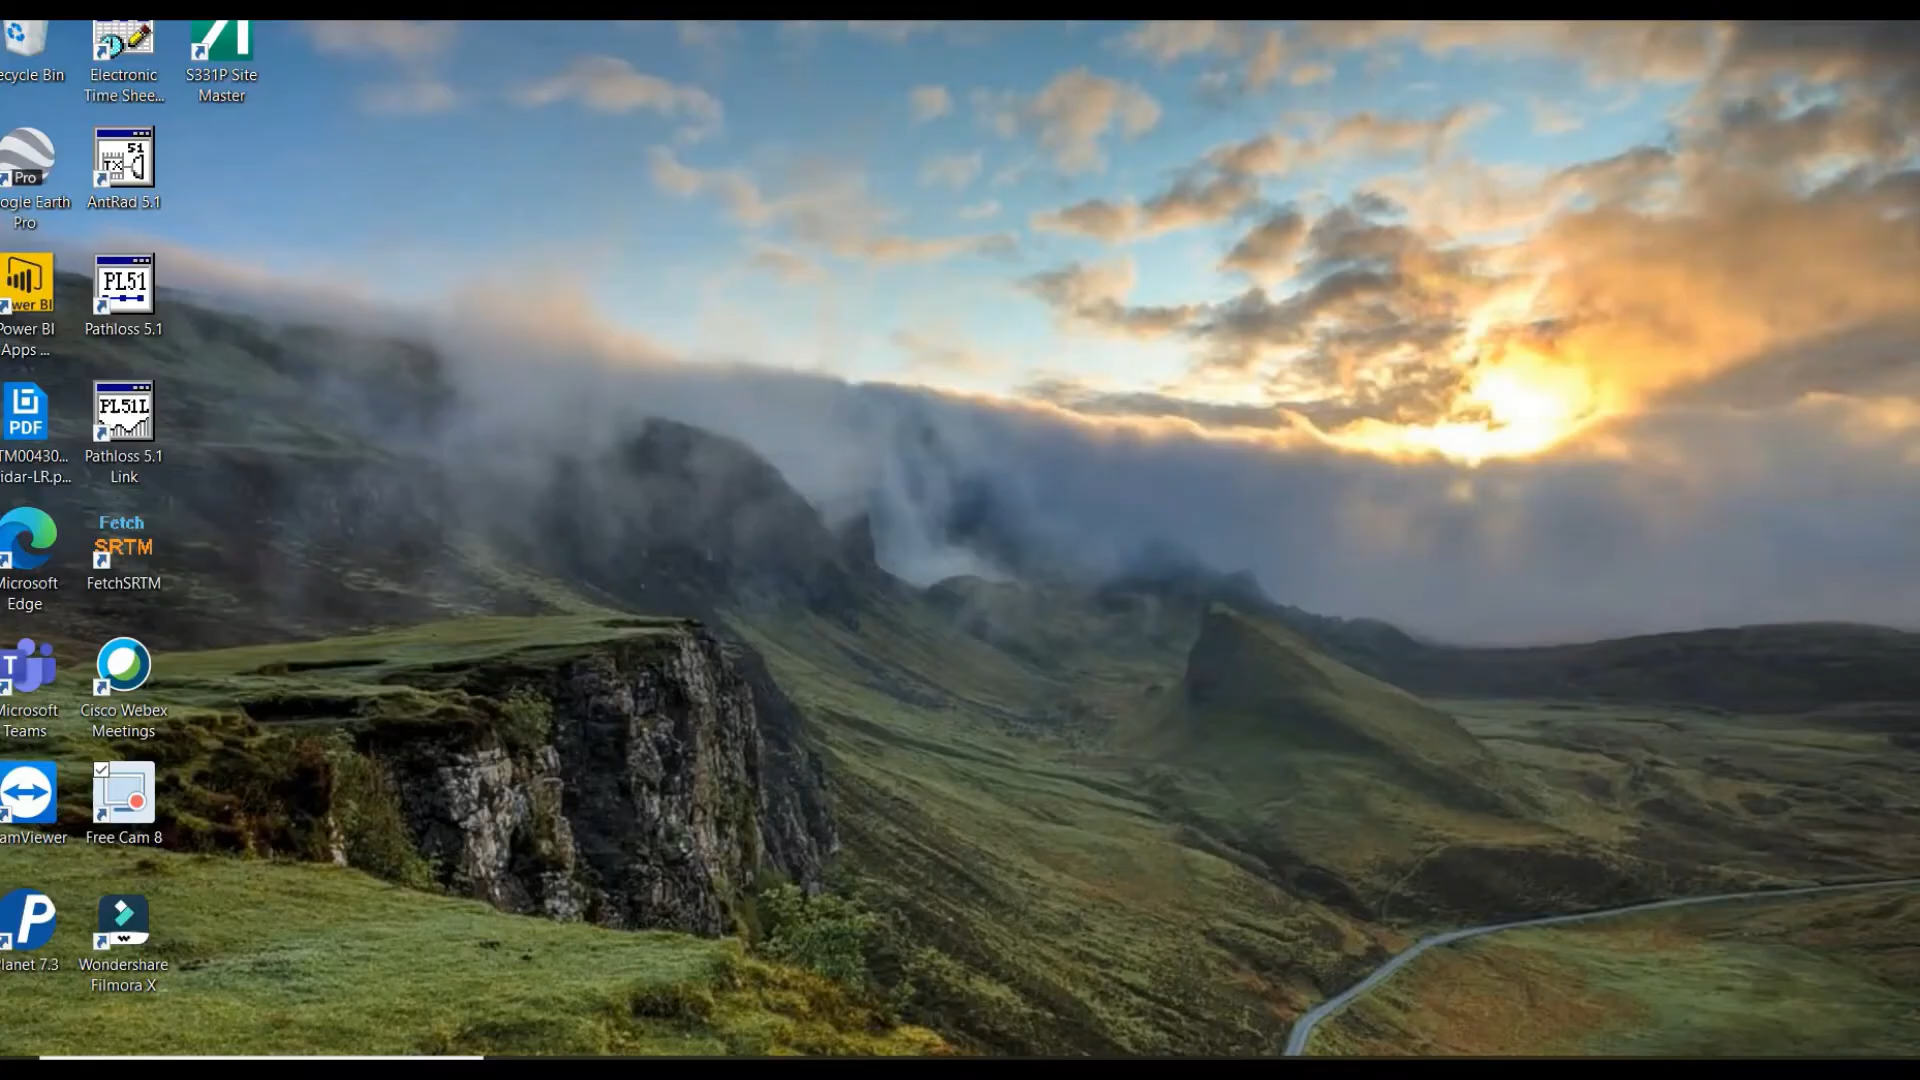 ecycle Bin
Electronic
Time Shee...
S331P Site
Master
Pro
ogle Earth
Pro
51
TX
AntRad 5.1
wer BI
Power BI
Apps ...
PL51
Pathloss 5.1
PDF
TM00430...
idar-LR.p...
PL51L
Pathloss 5.1
Link
Microsoft
Edge
Fetch
SRTM
FetchSRTM
T
Microsoft
Teams
Cisco Webex
Meetings
amViewer
Free Cam 8
P
lanet 7.3
Wondershare
Filmora X